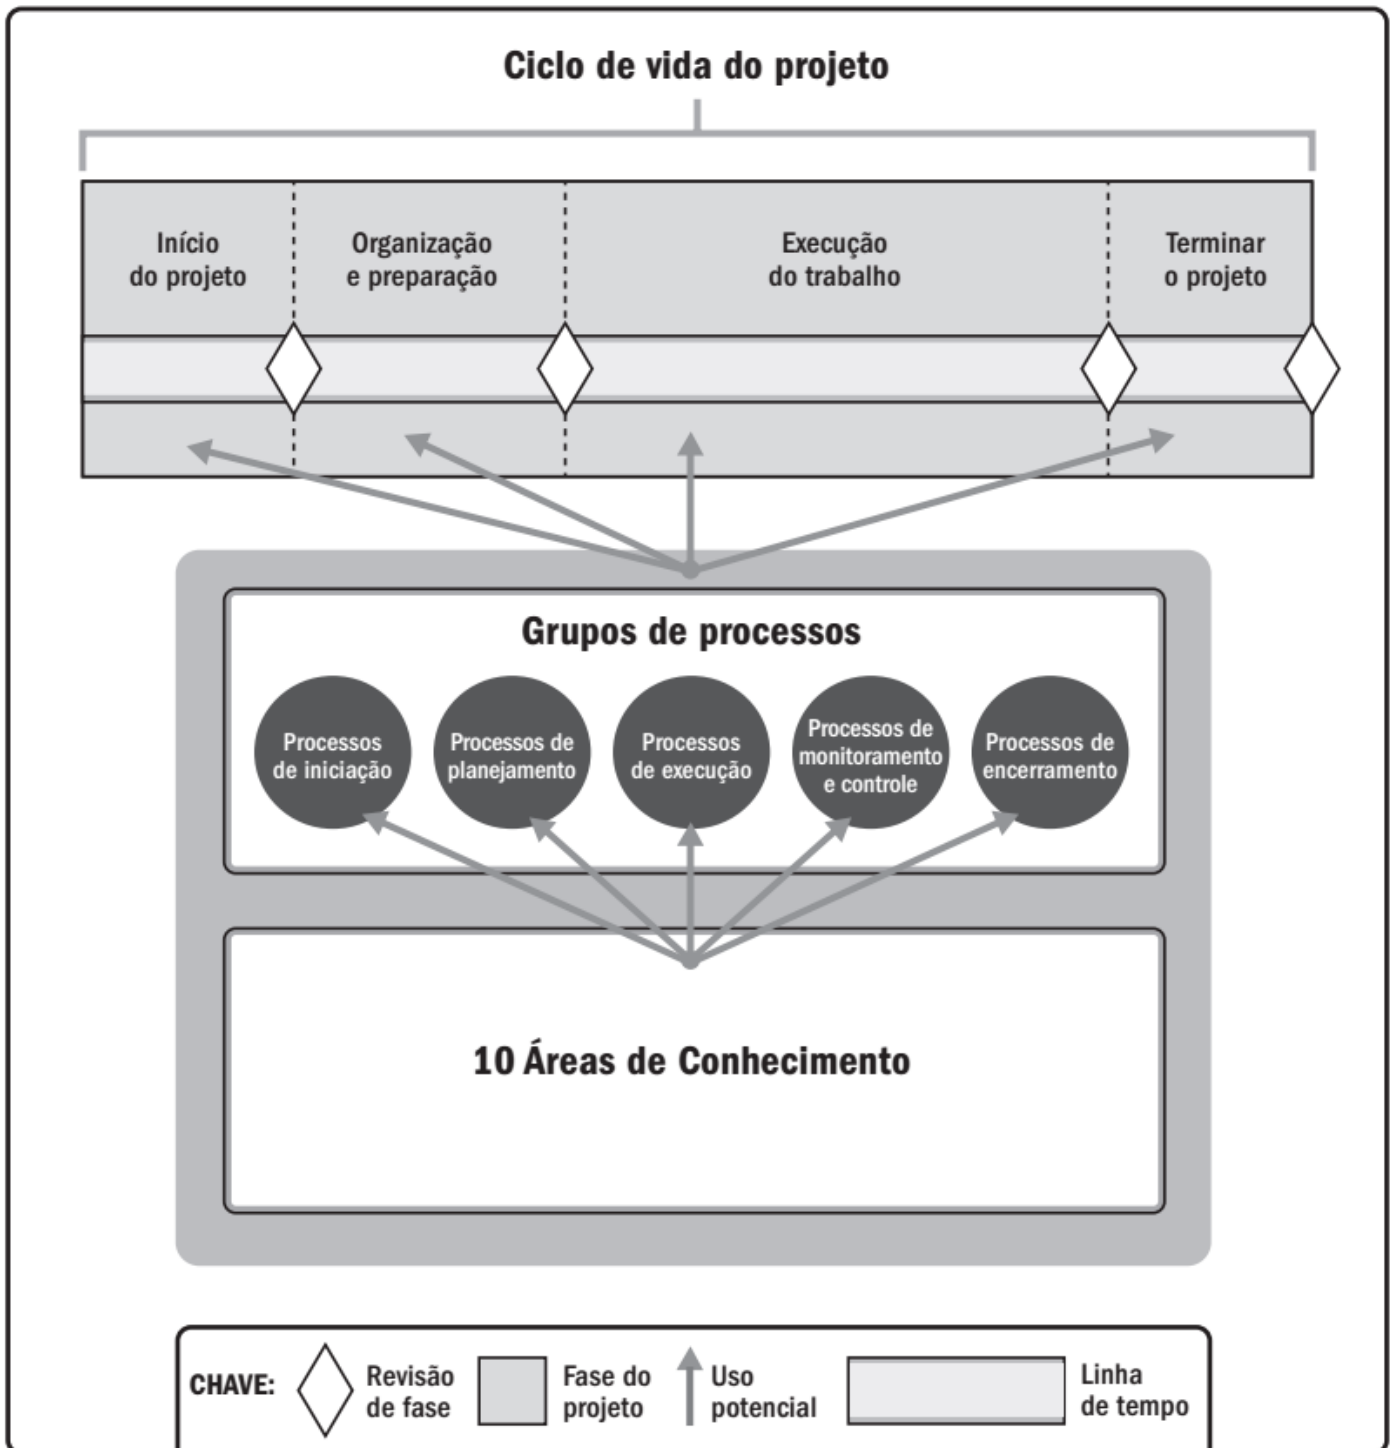 Ciclo de vida do projeto
Início
do projeto
Organização
e preparação
Execução
do trabalho
Terminar
o projeto
Grupos de processos
Processos
de iniciação
Processos de
planejamento
Processos
de execução
Processos de
monitoramento
e controle
Processos de
encerramento
10 Áreas de Conhecimento
CHAVE:
Revisão
de fase
Fase do
projeto
Uso
potencial
Linha
de tempo